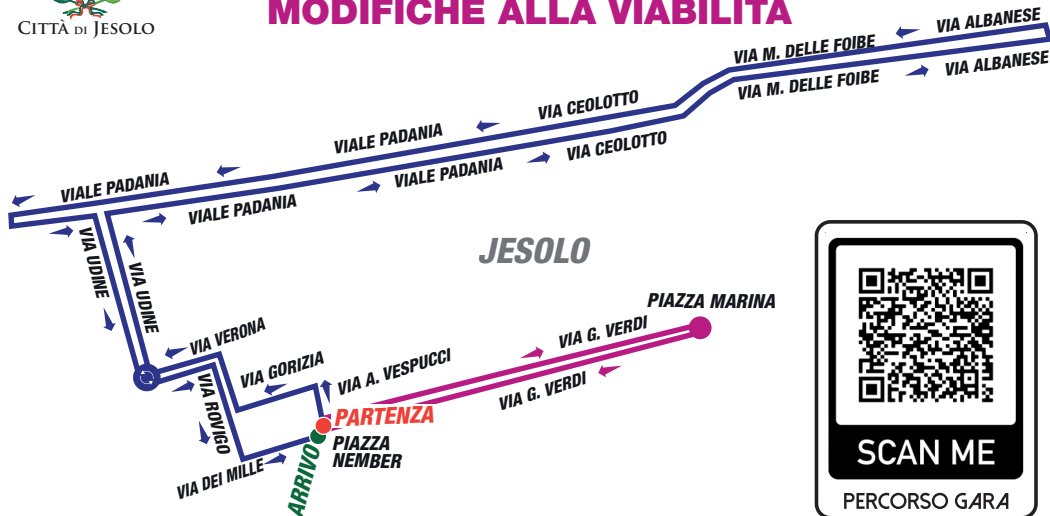 MODIFICHE ALLA VIABILITÀ
CITTÀ DI JESOLO
VIA ALBANESE
VIA M. DELLE FOIBE
VIA ALBANESE
VIA M. DELLE FOIBE
VIA CEOLOTTO
VIALE PADANIA
VIA CEOLOTTO
VIALE PADANIA
VIALE PADANIA
VIALE PADANIA
VIA UDINE
VIA UDINE
JESOLO
PIAZZA MARINA
VIA G. VERDI
VIA VERONA
VIA GORIZIA
VIA A. VESPUCCI
VIA G. VERDI
VIA ROVIGO
PARTENZA
PIAZZA
NEMBER
VIA DEI MILLE
ARRIVO
SCAN ME
PERCORSO GARA